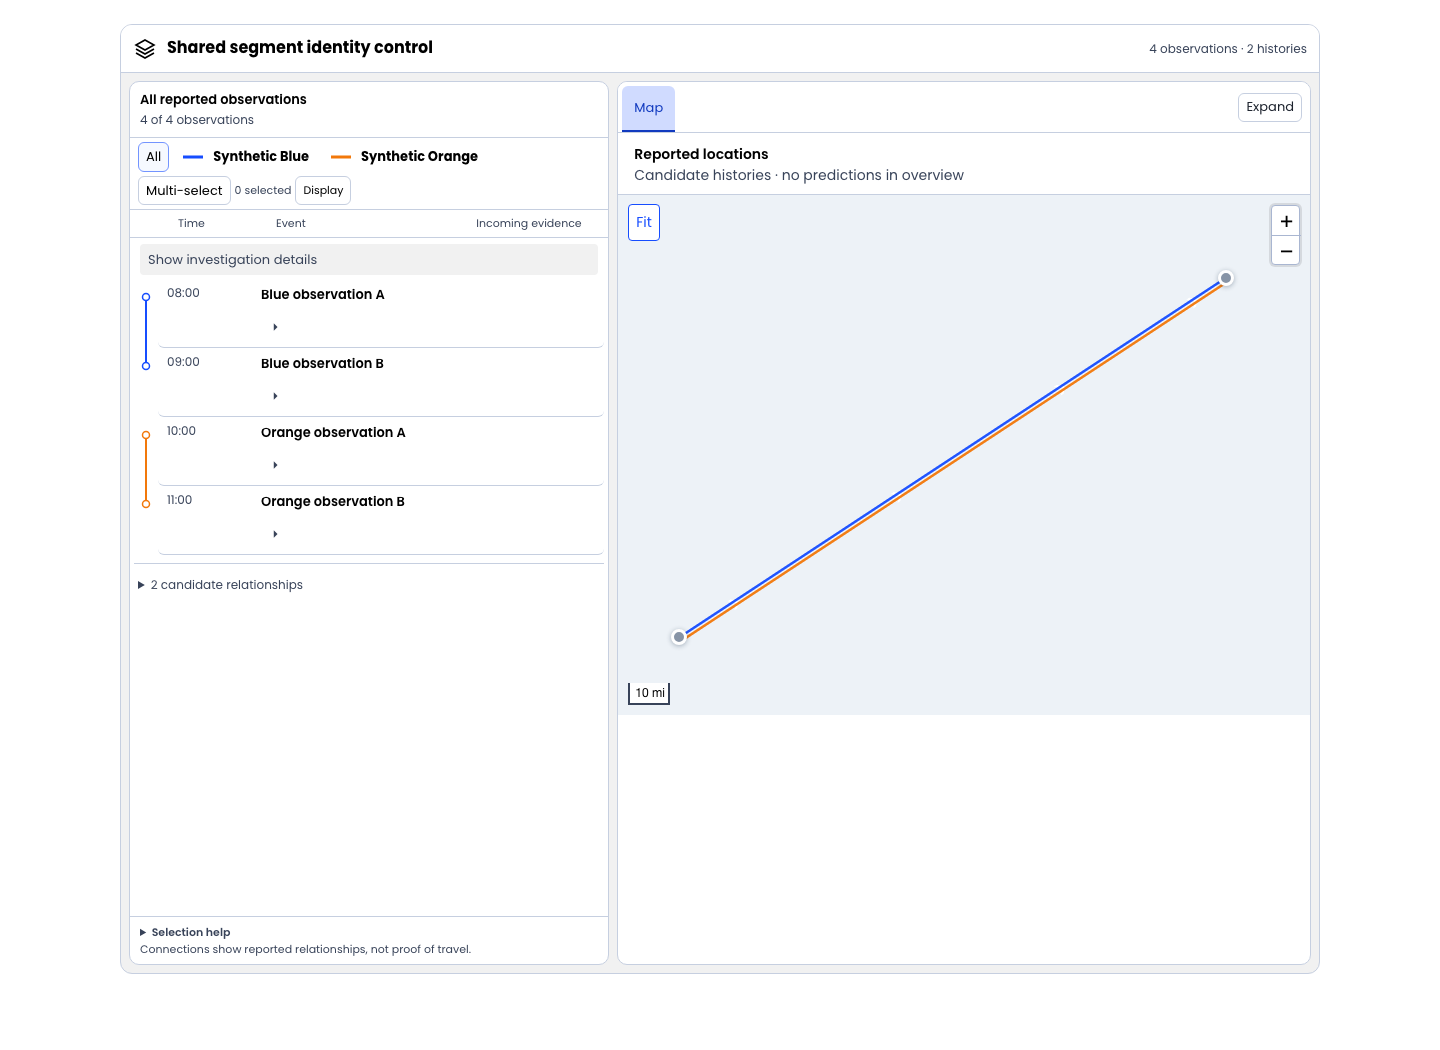 Shared segment identity control
4 observations · 2 histories
All reported observations
4 of 4 observations
All
Synthetic Blue
Synthetic Orange
Multi-select
0 selected
Display
Time
Event
Incoming evidence
Show investigation details
08:00
Blue observation A
09:00
Blue observation B
10:00
Orange observation A
11:00
Orange observation B
2 candidate relationships
Selection help
Connections show reported relationships, not proof of travel.
Map
Expand
Reported locations
Candidate histories · no predictions in overview
Fit
+
−
10 mi